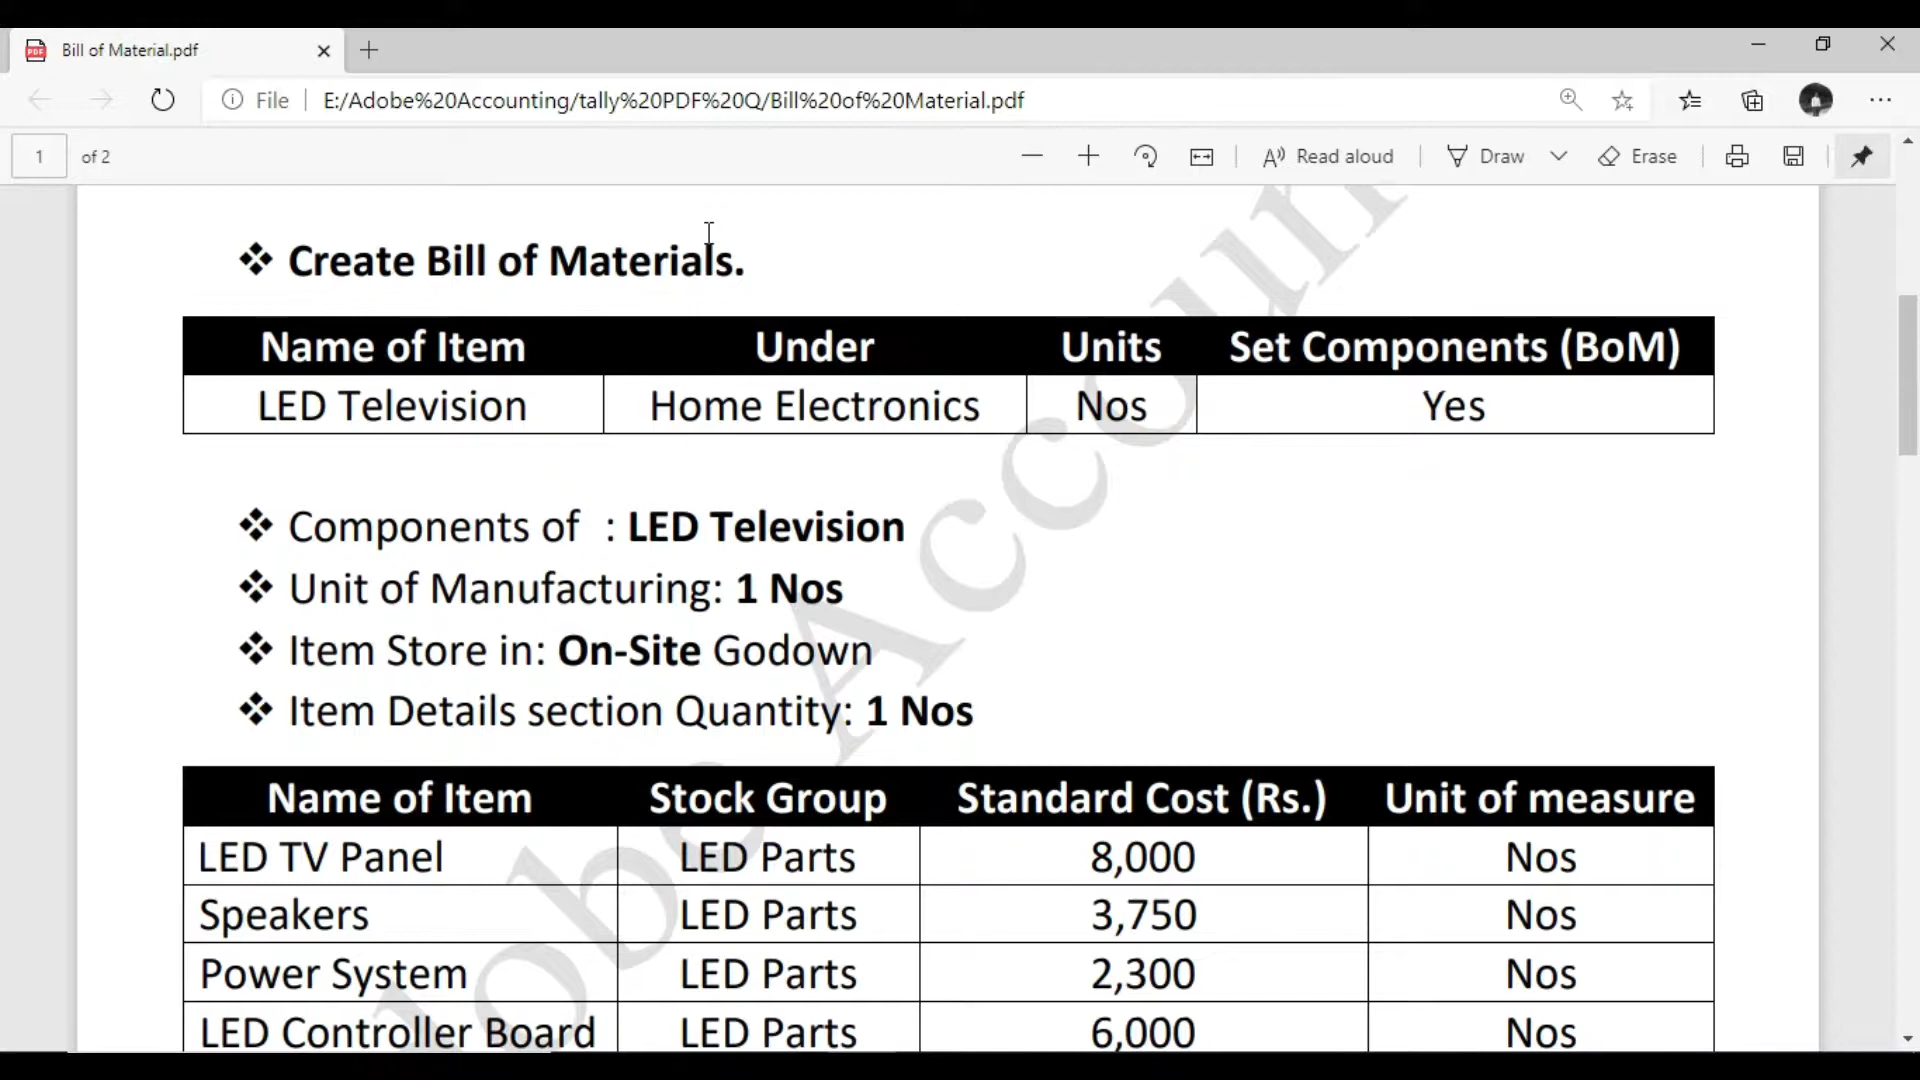 Bill of Material.pdf
File E:/Adobe%20Accounting/tally%20PDF%20Q/Bill%20of%20Material.pdf
1 of 2 Read aloud Draw Erase
Create Bill of Materials.
Name of Item Under Units Set Components (BoM)
LED Television Home Electronics Nos Yes
Components of : LED Television
Unit of Manufacturing: 1 Nos
Item Store in: On-Site Godown
Item Details section Quantity: 1 Nos
Name of Item Stock Group Standard Cost (Rs.) Unit of measure
LED TV Panel LED Parts 8,000 Nos
Speakers LED Parts 3,750 Nos
Power System LED Parts 2,300 Nos
LED Controller Board LED Parts 6,000 Nos